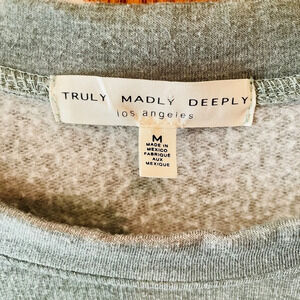 TRULY MADLY DEEPLY
los angeles
M
MADE IN
MEXICO
FABRIQUE
AUX
MEXIQUE